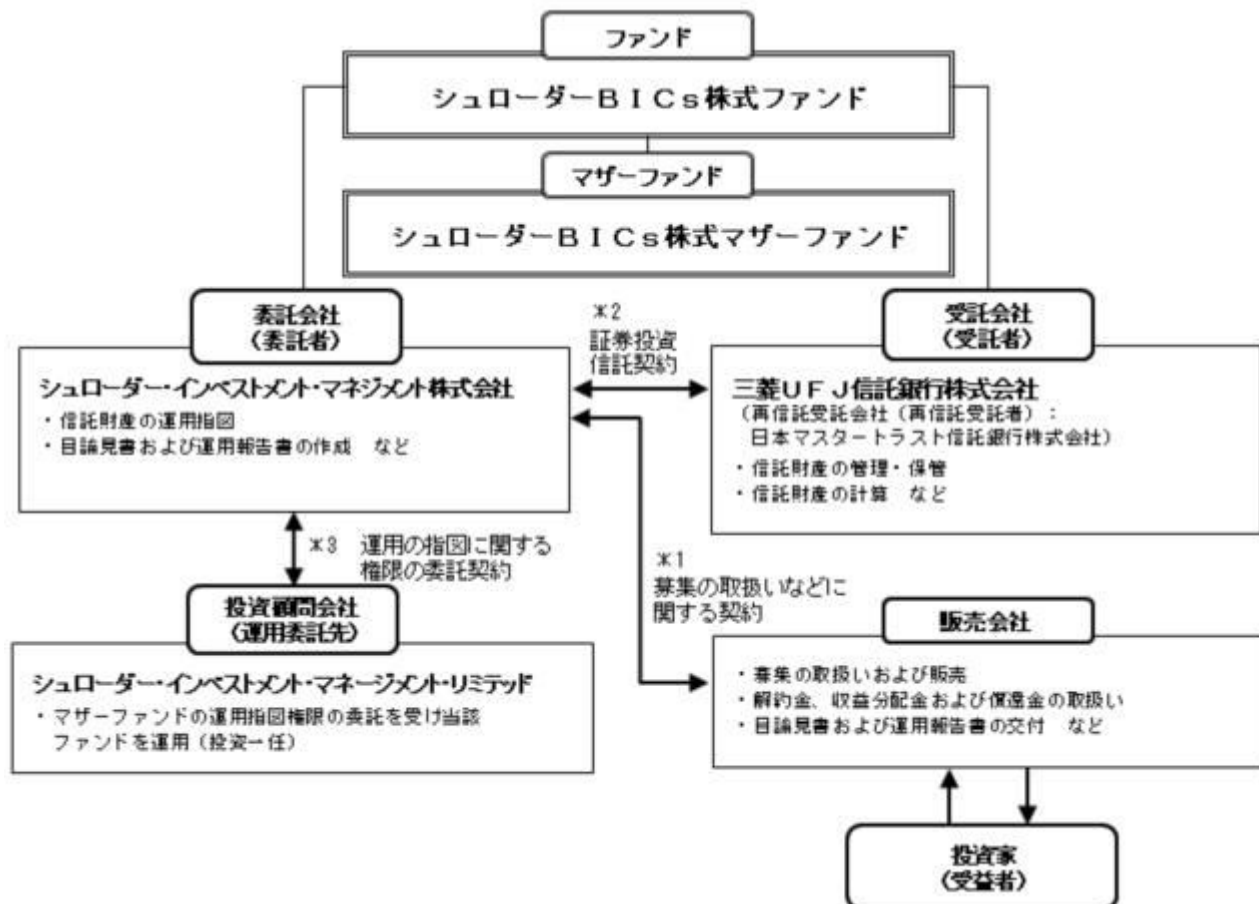 ファンド
シュローダーＢＩＣｓ株式ファンド
マザーファンド
シュローダーＢＩＣｓ株式マザーファンド
委託会社
（委託者）
シュローダー・インベストメント・マネジメント株式会社
・信託財産の運用指図
・目論見書および運用報告書の作成　など
＊2
証券投資
信託契約
受託会社
（受託者）
三菱ＵＦＪ信託銀行株式会社
（再信託受託会社（再信託受託者）：
日本マスタートラスト信託銀行株式会社）
・信託財産の管理・保管
・信託財産の計算　など
＊3　運用の指図に関する
権限の委託契約
＊1
募集の取扱いなどに
関する契約
投資顧問会社
（運用委託先）
シュローダー・インベストメント・マネージメント・リミテッド
・マザーファンドの運用指図権限の委託を受け当該
ファンドを運用（投資一任）
販売会社
・募集の取扱いおよび販売
・解約金、収益分配金および償還金の取扱い
・目論見書および運用報告書の交付　など
投資家
（受益者）